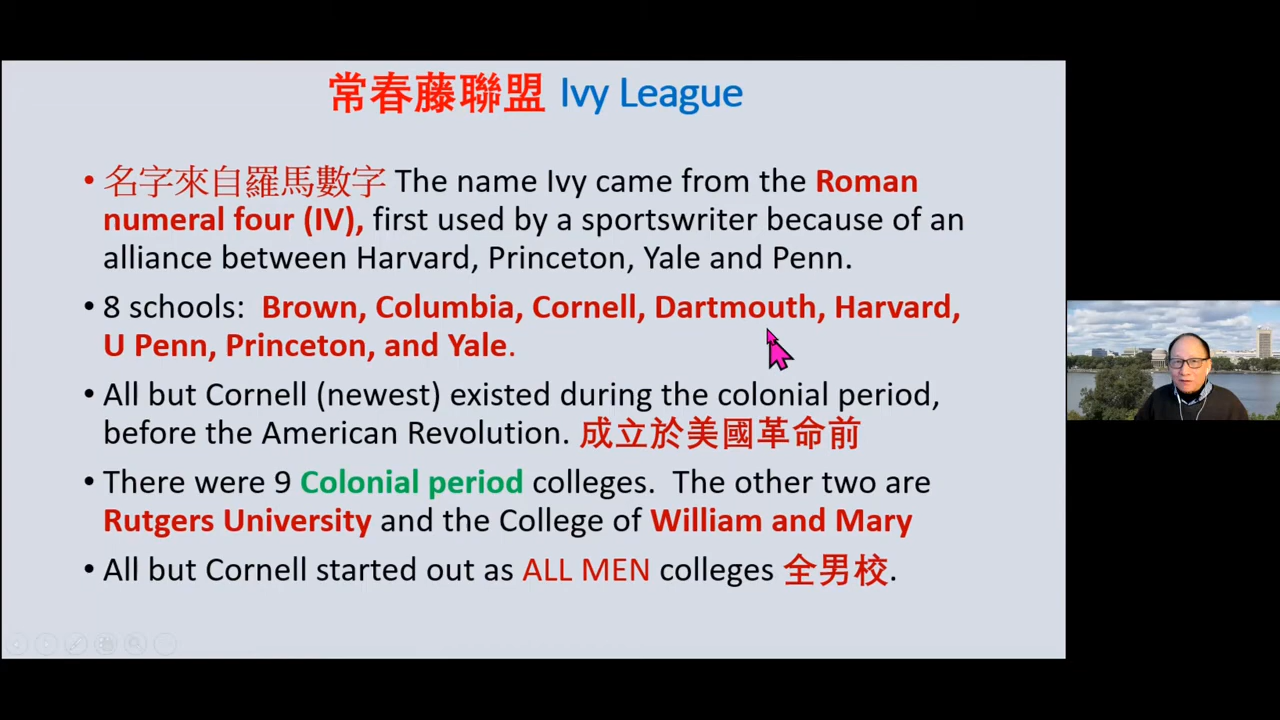 常春藤聯盟 Ivy League
• 名字來自羅馬數字 The name Ivy came from the Roman
numeral four (IV), first used by a sportswriter because of an
alliance between Harvard, Princeton, Yale and Penn.
• 8 schools: Brown, Columbia, Cornell, Dartmouth, Harvard,
U Penn, Princeton, and Yale.
• All but Cornell (newest) existed during the colonial period,
before the American Revolution. 成立於美國革命前
• There were 9 Colonial period colleges. The other two are
Rutgers University and the College of William and Mary
• All but Cornell started out as ALL MEN colleges 全男校.